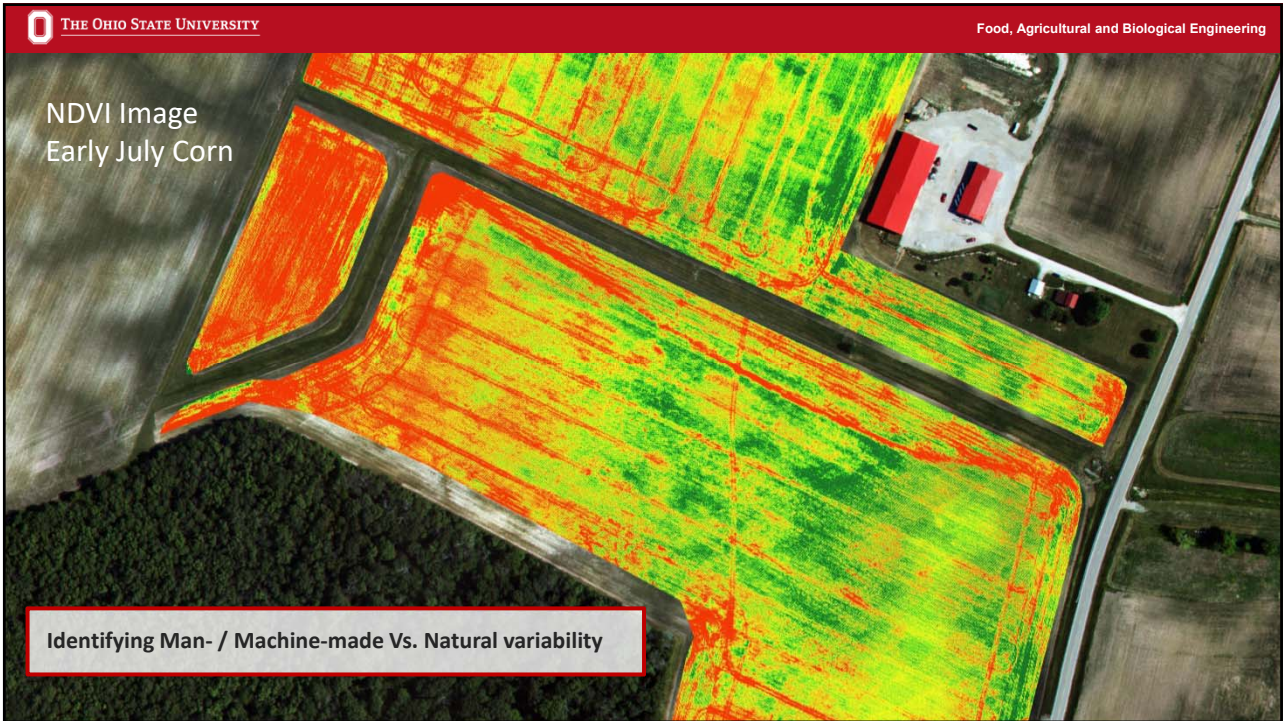 THE OHIO STATE UNIVERSITY
Food, Agricultural and Biological Engineering
NDVI Image
Early July Corn
Identifying Man- / Machine-made Vs. Natural variability